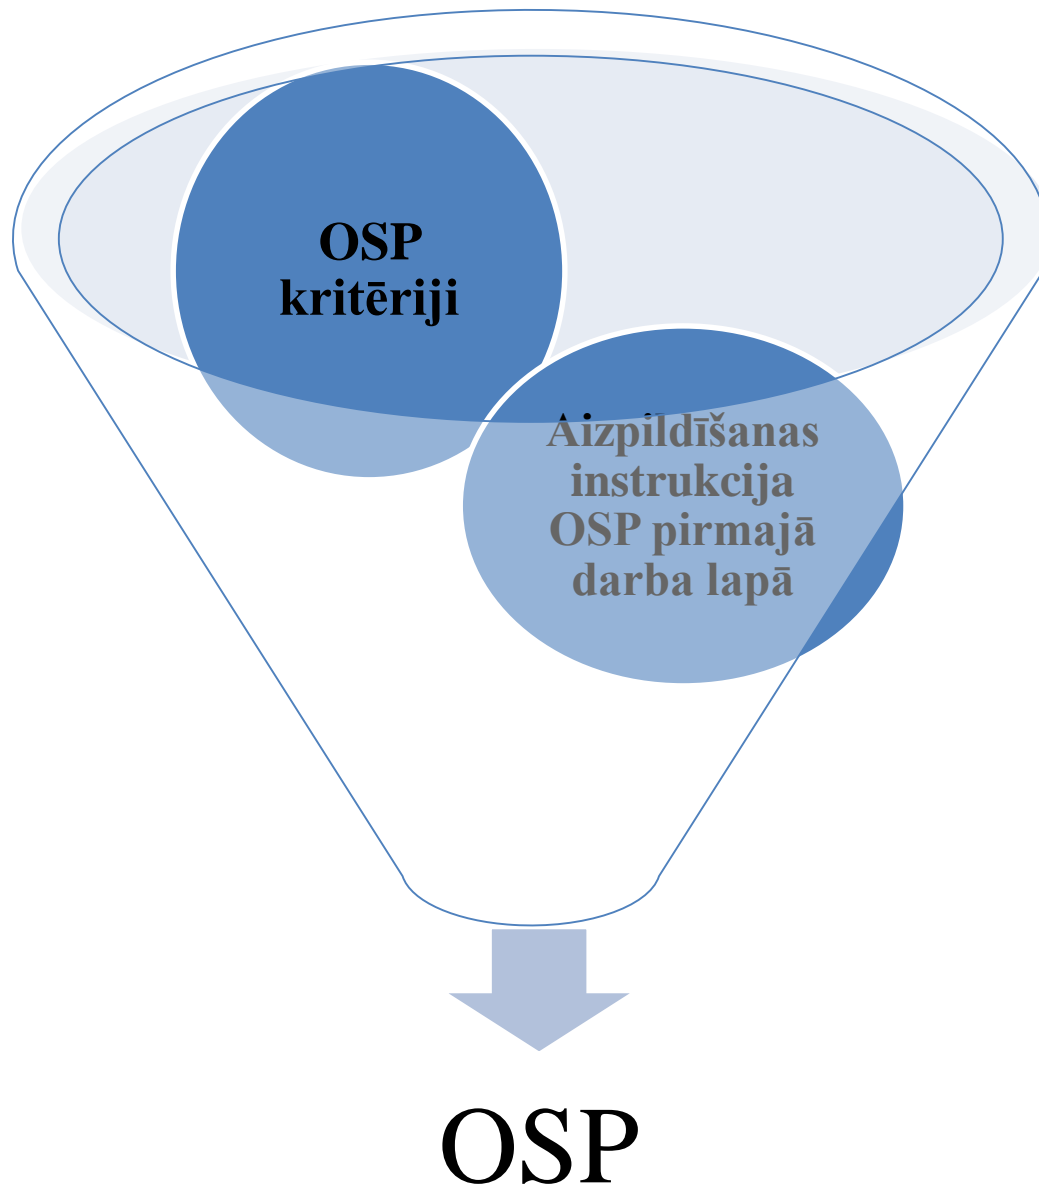 OSP
kritēriji
Aizpildīšanas
instrukcija
OSP pirmajā
darba lapā
OSP